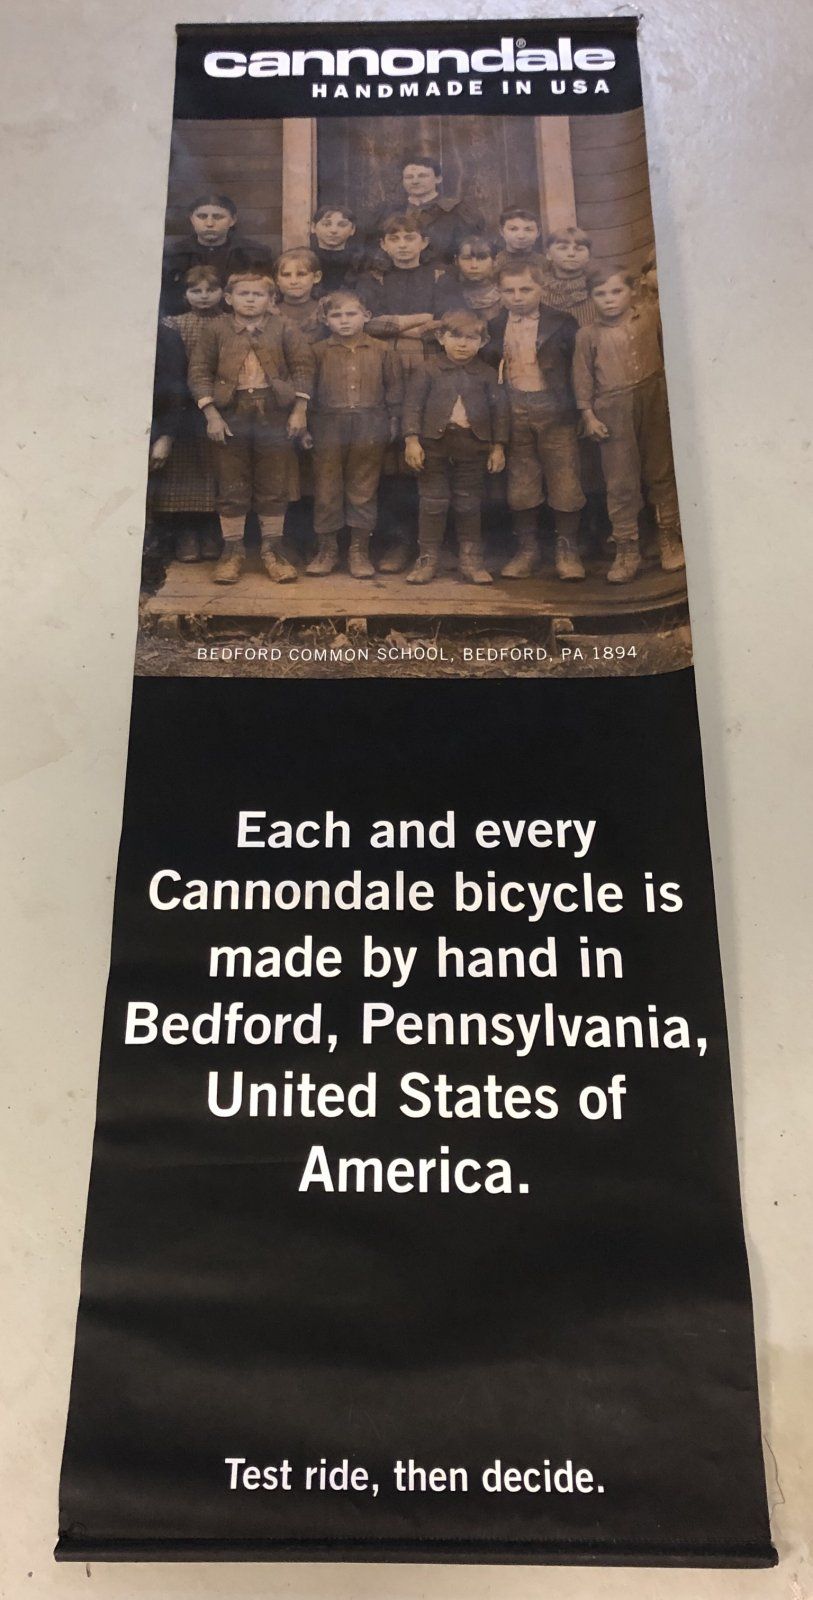 cannondale®
HANDMADE IN USA
BEDFORD COMMON SCHOOL, BEDFORD, PA 1894
Each and every
Cannondale bicycle is
made by hand in
Bedford, Pennsylvania,
United States of
America.
Test ride, then decide.